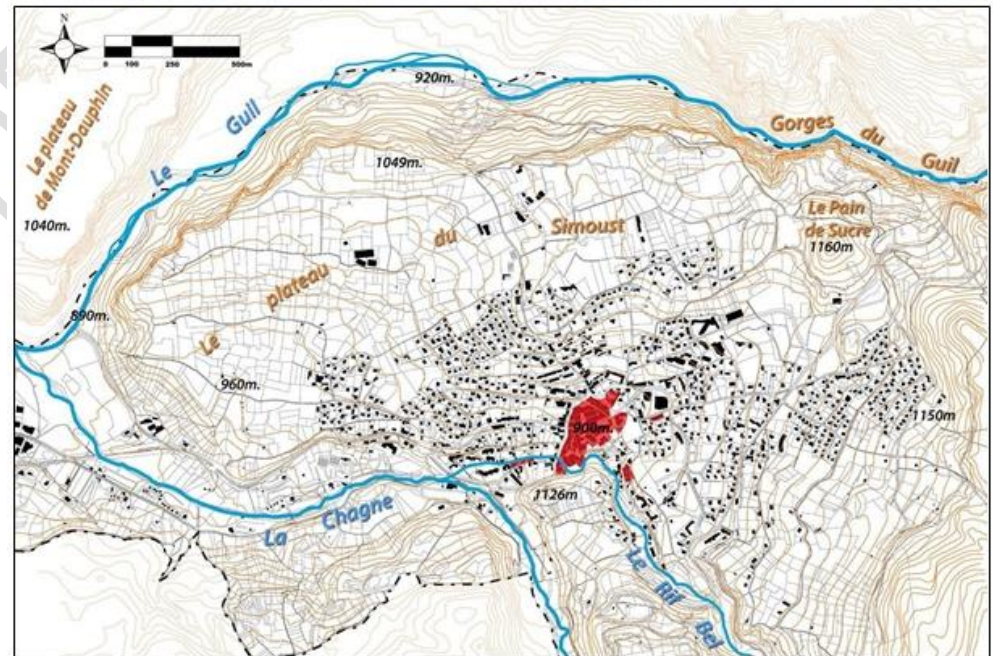 N
0 100 250 500m
Le plateau
de Mont-Dauphin
1040m.
Le Guil
920m.
Gorges du Guil
1049m.
Le Pain
de Sucre
1160m
Le plateau du Simoust
890m.
960m.
900m.
1150m
1126m
La Chagne
Le Rif Bel